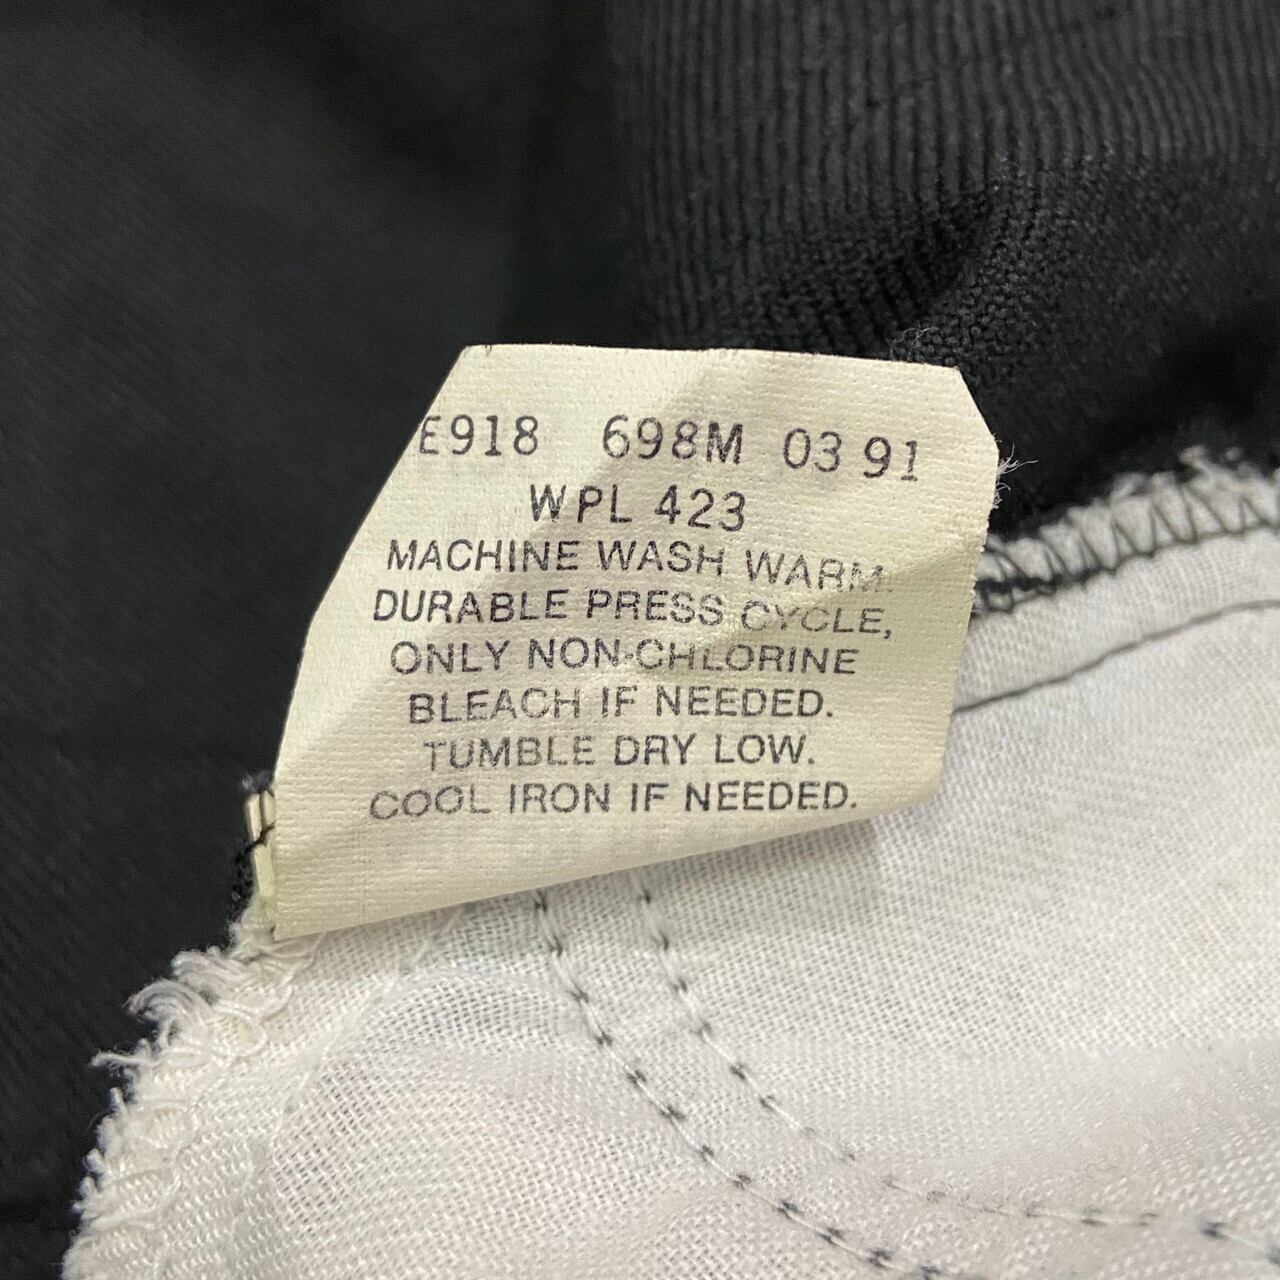 E918 698M 03 91
WPL 423
MACHINE WASH WARM.
DURABLE PRESS CYCLE,
ONLY NON-CHLORINE
BLEACH IF NEEDED.
TUMBLE DRY LOW.
COOL IRON IF NEEDED.